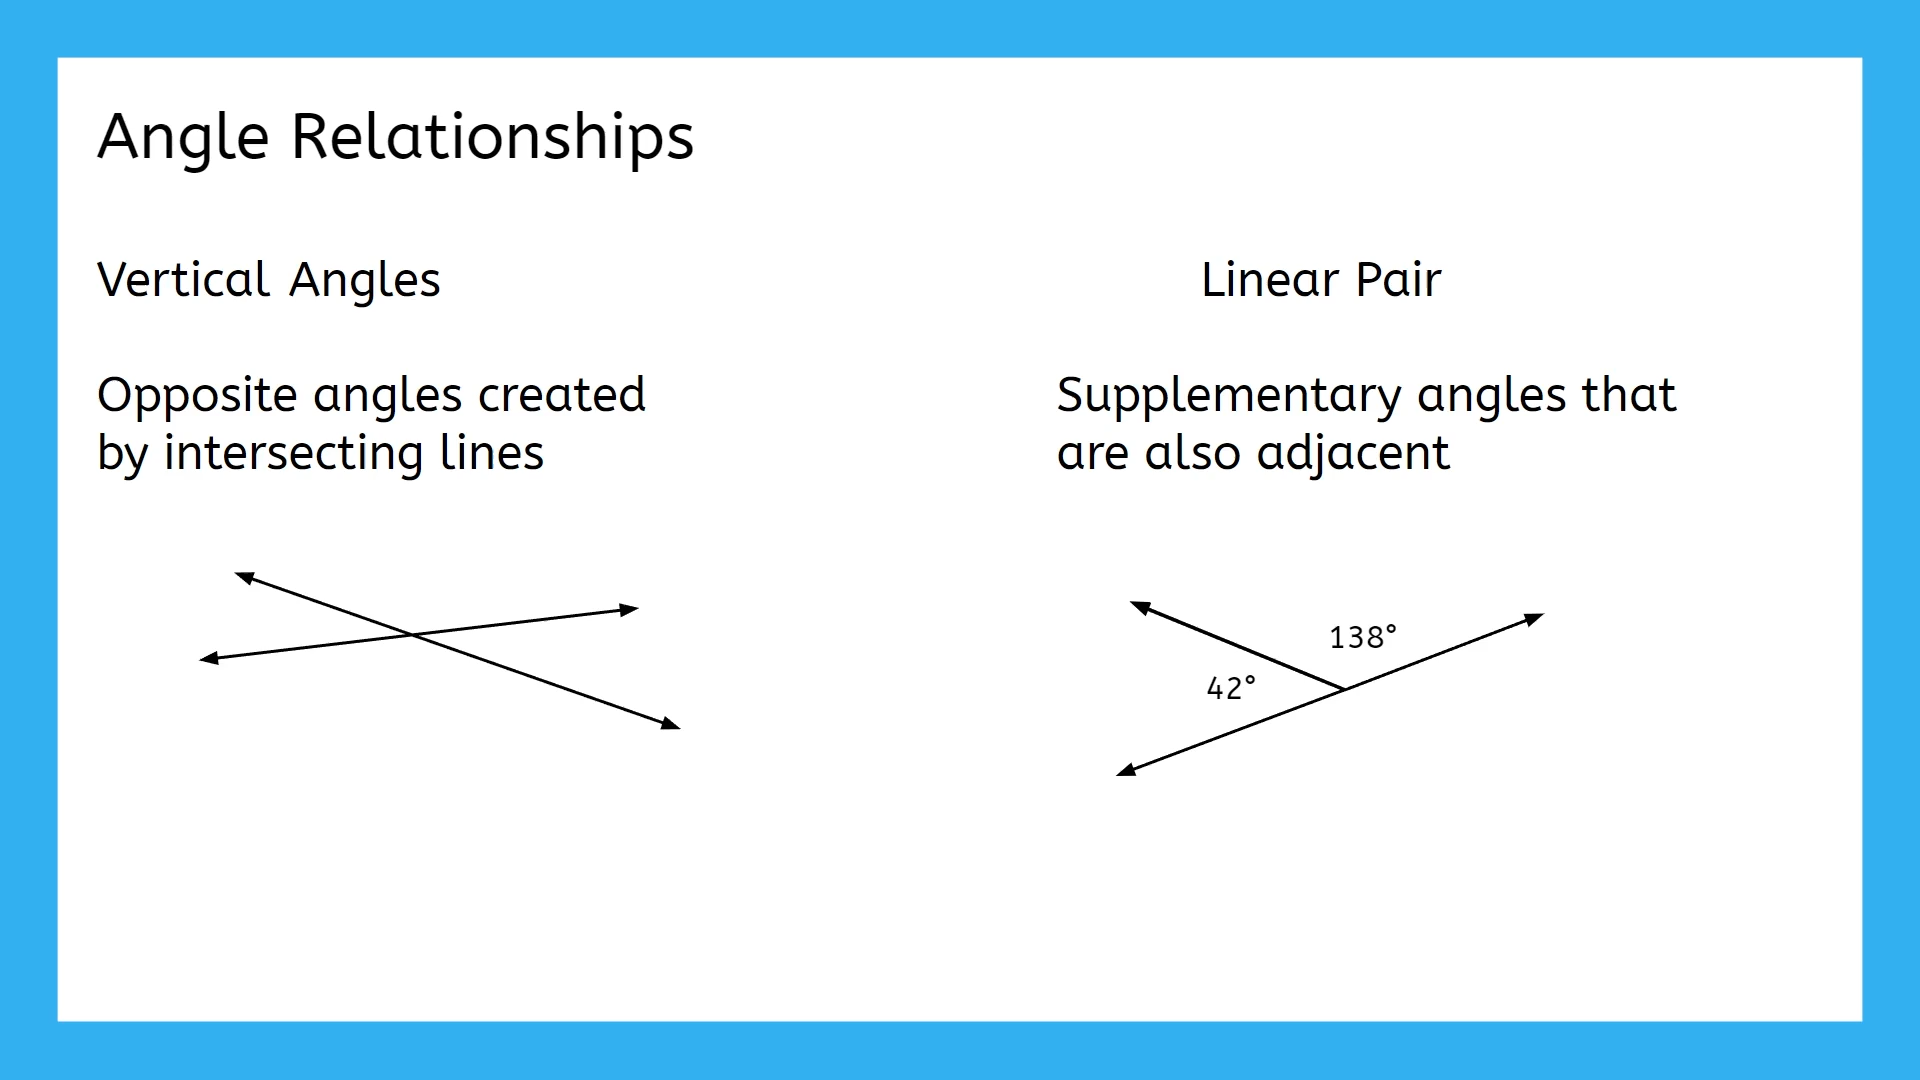 Angle Relationships
Vertical Angles
Opposite angles created
by intersecting lines
Linear Pair
Supplementary angles that
are also adjacent
138°
42°